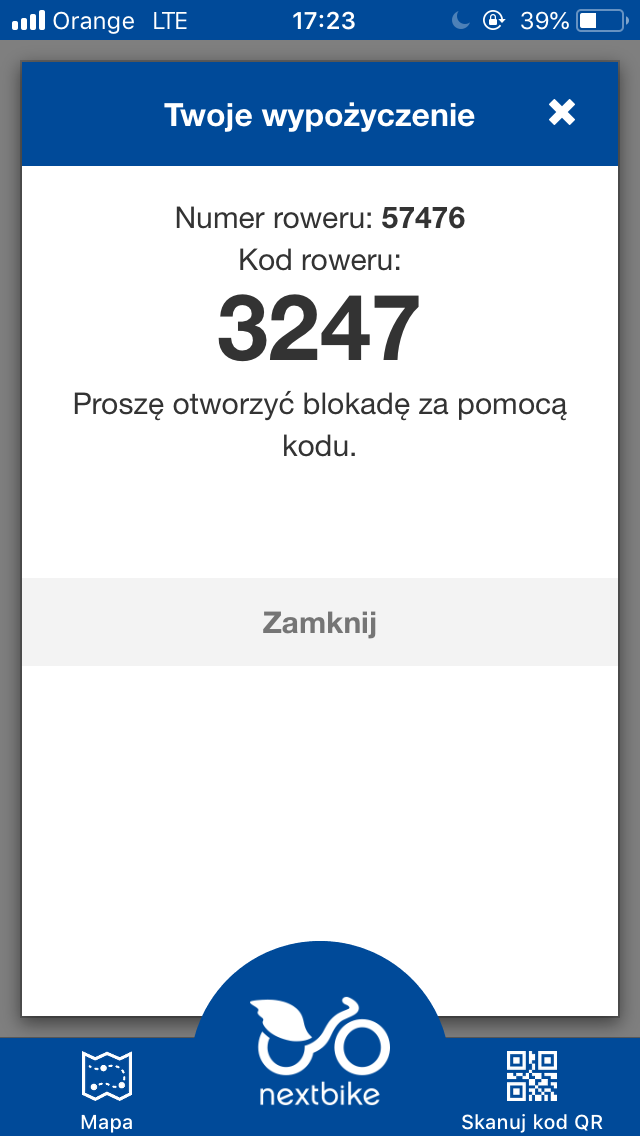 Orange LTE 17:23 39%
Twoje wypożyczenie
Numer roweru: 57476
Kod roweru:
3247
Proszę otworzyć blokadę za pomocą
kodu.
Zamknij
nextbike
Mapa
Skanuj kod QR